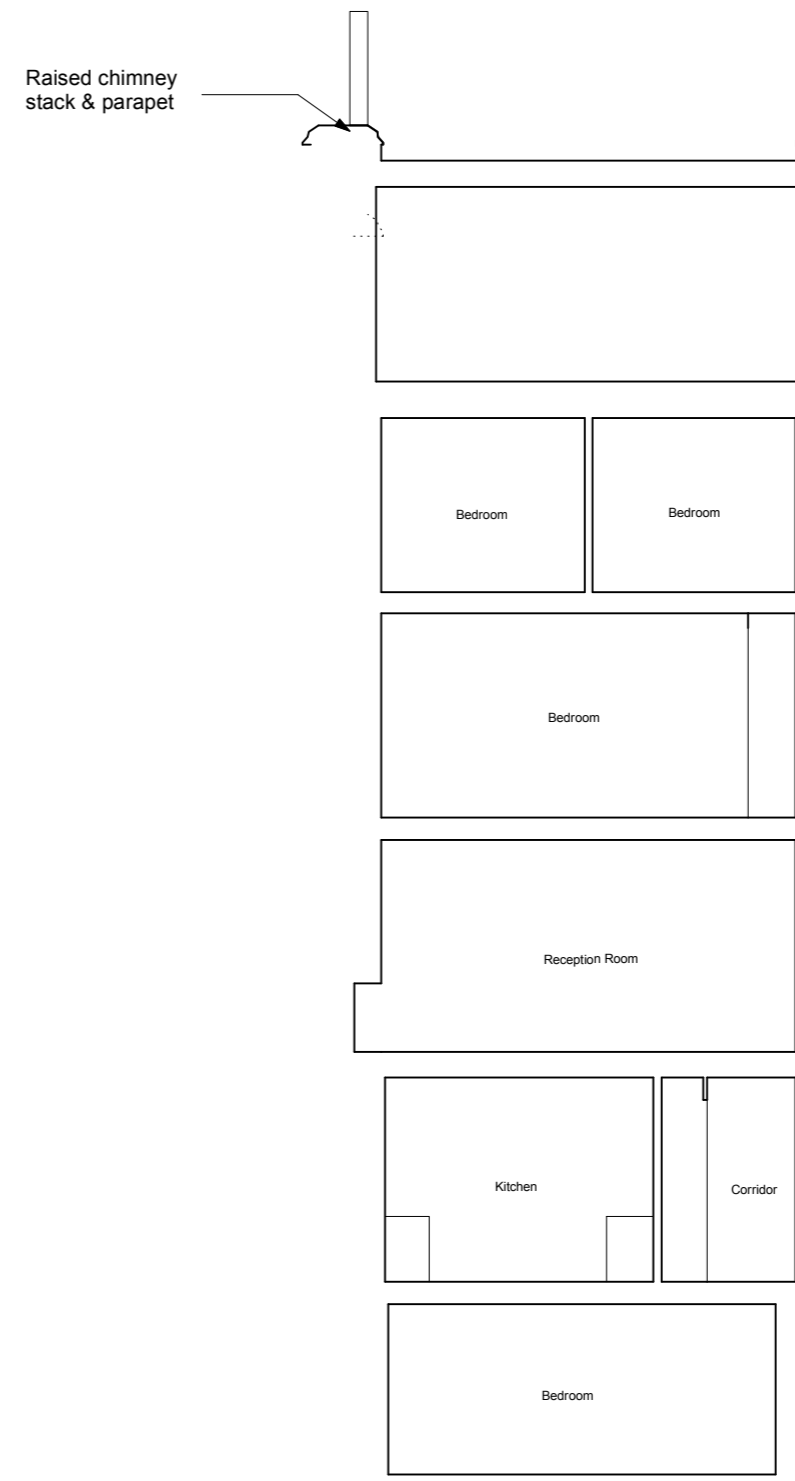 Raised chimney
stack & parapet
Bedroom
Bedroom
Bedroom
Reception Room
Kitchen
Corridor
Bedroom